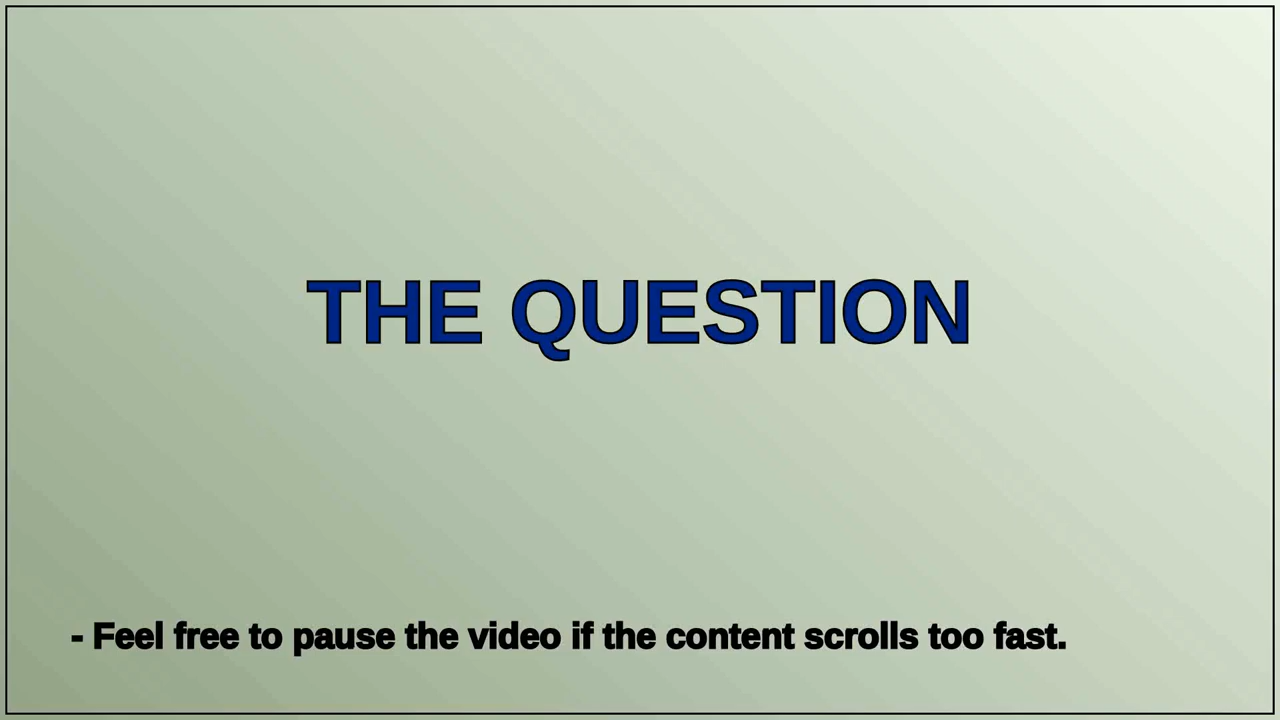 THE QUESTION
- Feel free to pause the video if the content scrolls too fast.